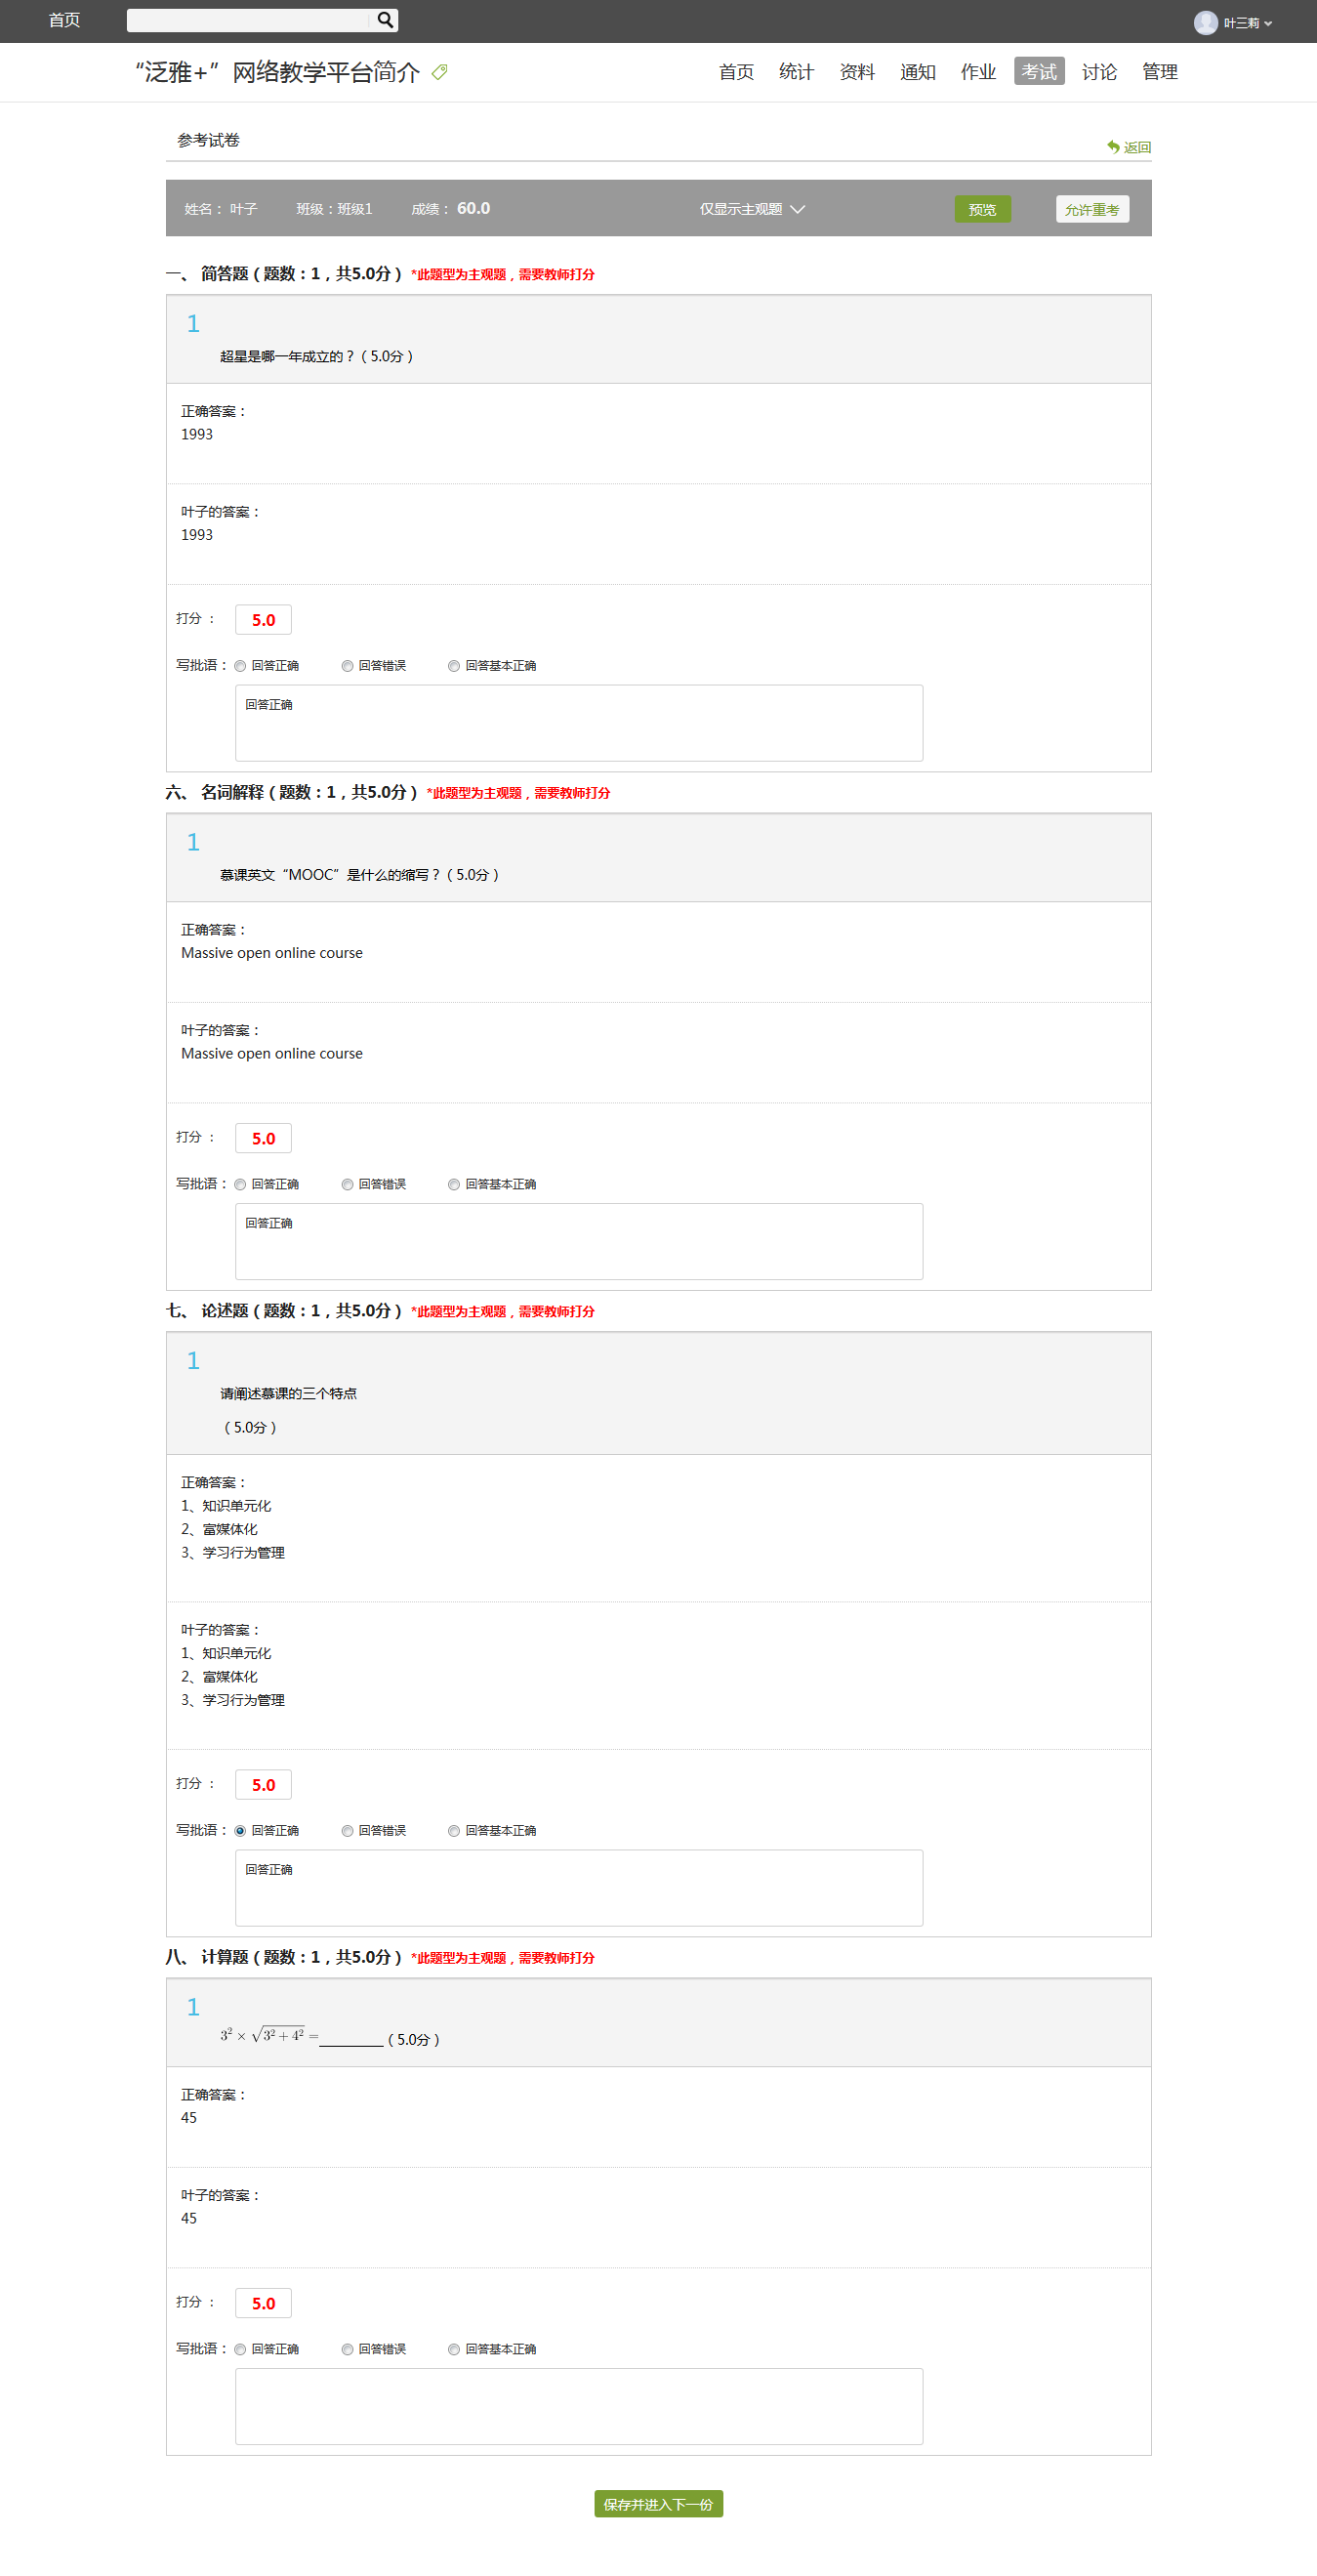 首页
叶三莉
“泛雅+”网络教学平台简介
首页 统计 资料 通知 作业 考试 讨论 管理
参考试卷
返回
姓名： 叶子 班级：班级1 成绩： 60.0 仅显示主观题 预览 允许重考
一、 简答题（题数：1，共5.0分） *此题型为主观题，需要教师打分
1
超星是哪一年成立的？（5.0分）
正确答案：
1993
叶子的答案：
1993
打分 ： 5.0
写批语： 回答正确 回答错误 回答基本正确
回答正确
六、 名词解释（题数：1，共5.0分） *此题型为主观题，需要教师打分
1
慕课英文“MOOC”是什么的缩写？（5.0分）
正确答案：
Massive open online course
叶子的答案：
Massive open online course
打分 ： 5.0
写批语： 回答正确 回答错误 回答基本正确
回答正确
七、 论述题（题数：1，共5.0分） *此题型为主观题，需要教师打分
1
请阐述慕课的三个特点
（5.0分）
正确答案：
1、知识单元化
2、富媒体化
3、学习行为管理
叶子的答案：
1、知识单元化
2、富媒体化
3、学习行为管理
打分 ： 5.0
写批语： 回答正确 回答错误 回答基本正确
回答正确
八、 计算题（题数：1，共5.0分） *此题型为主观题，需要教师打分
1
3² × √(3² + 4²) =________（5.0分）
正确答案：
45
叶子的答案：
45
打分 ： 5.0
写批语： 回答正确 回答错误 回答基本正确
保存并进入下一份